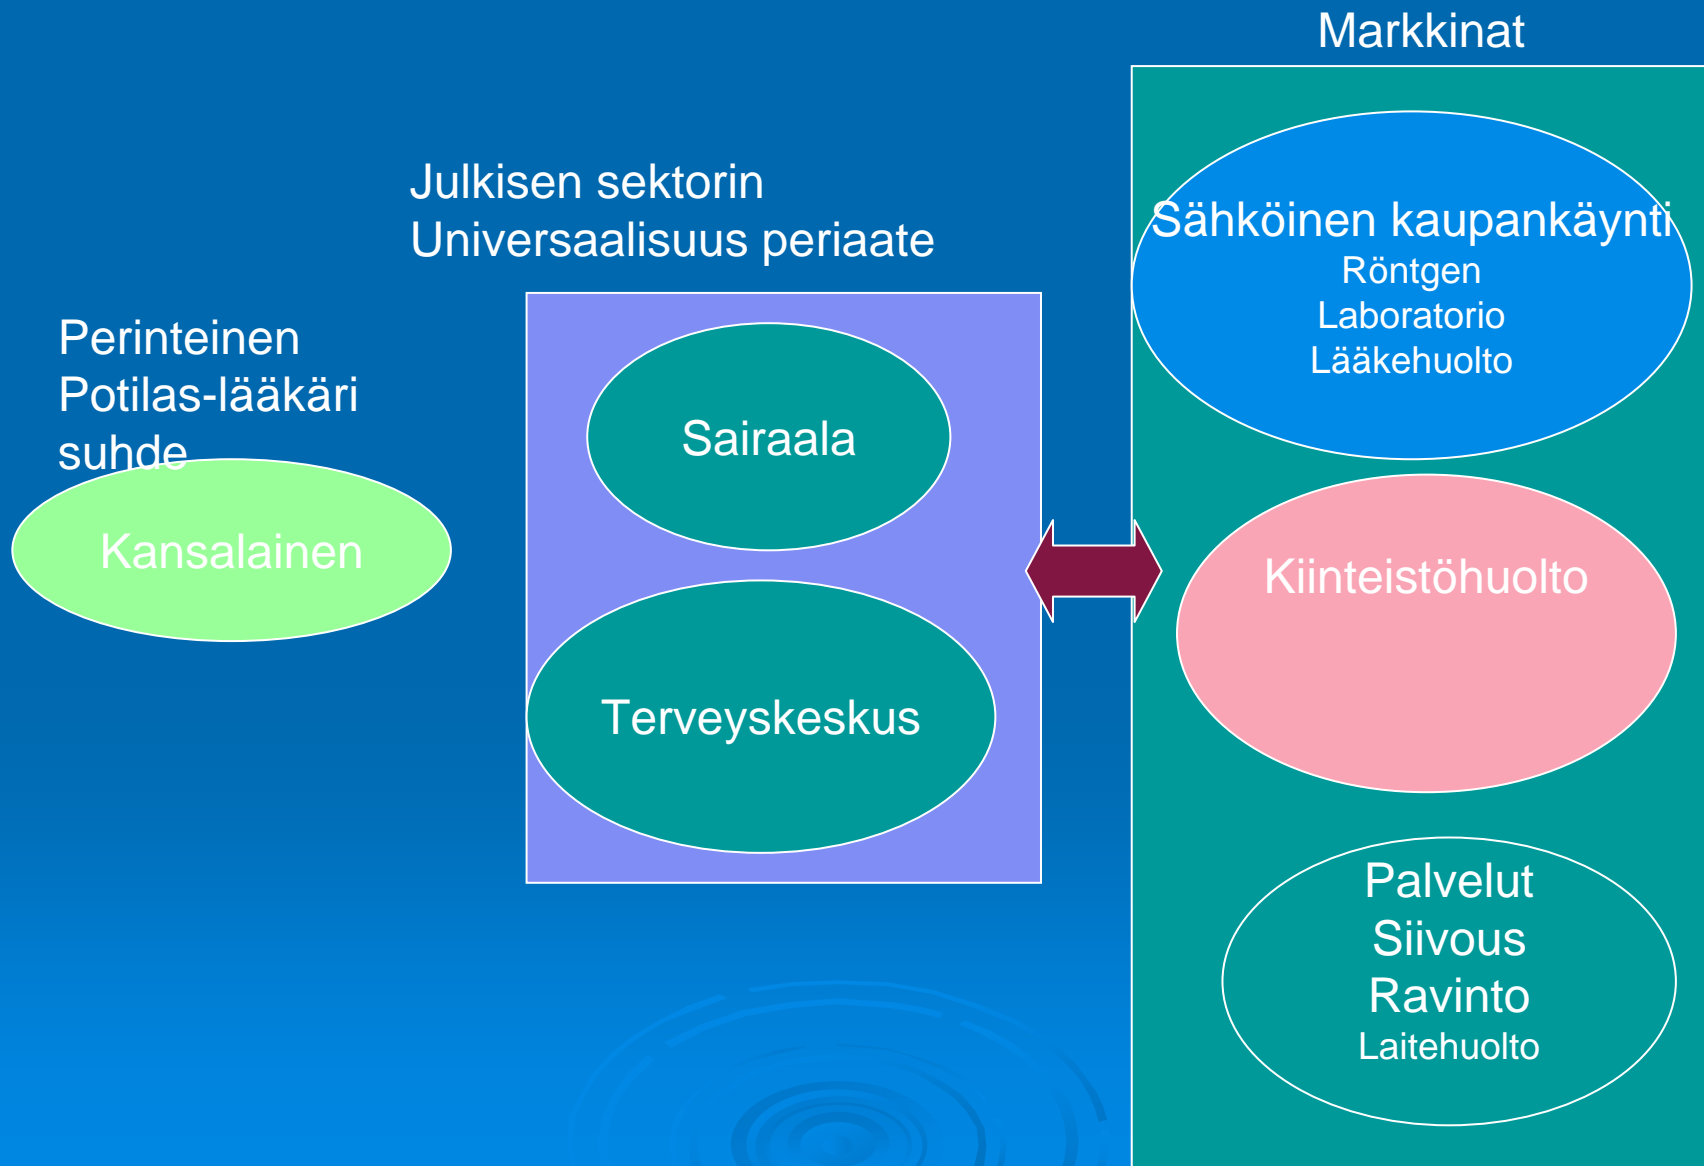 Markkinat
Julkisen sektorin
Universaalisuus periaate
Perinteinen
Potilas-lääkäri
suhde
Kansalainen
Sairaala
Terveyskeskus
Sähköinen kaupankäynti
Röntgen
Laboratorio
Lääkehuolto
Kiinteistöhuolto
Palvelut
Siivous
Ravinto
Laitehuolto